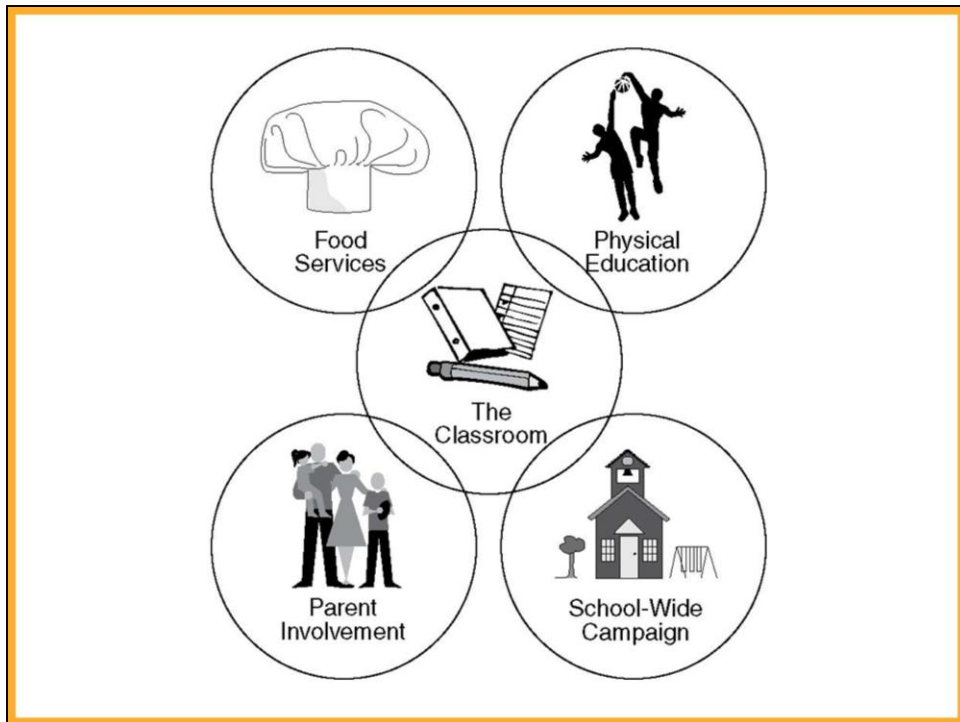 Food
Services
Physical
Education
The
Classroom
Parent
Involvement
School-Wide
Campaign